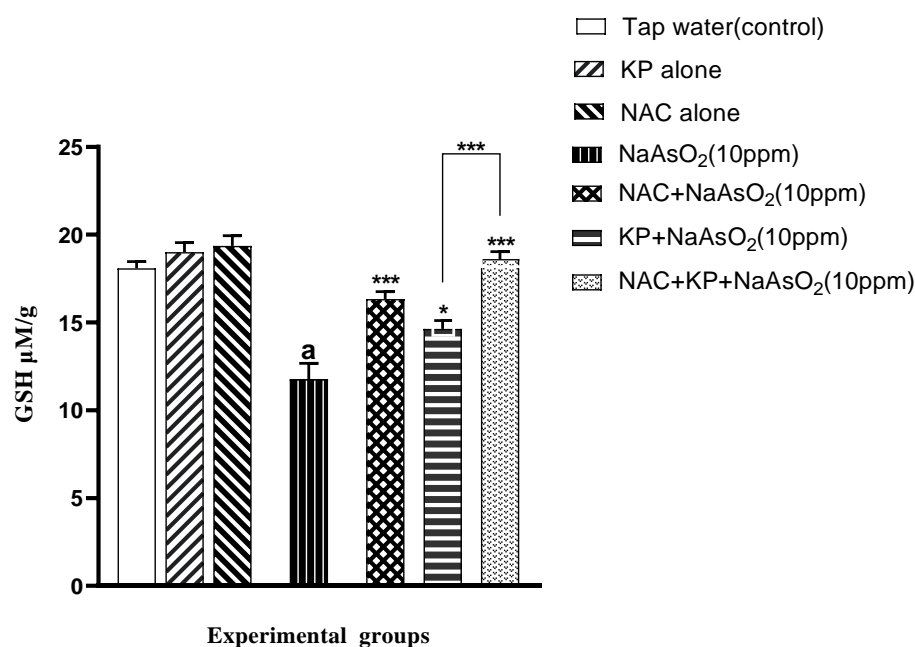 Tap water(control)
KP alone
NAC alone
NaAsO₂(10ppm)
NAC+NaAsO₂(10ppm)
KP+NaAsO₂(10ppm)
NAC+KP+NaAsO₂(10ppm)
25
20
15
10
5
0
GSH µM/g
a
***
*
***
***
Experimental groups